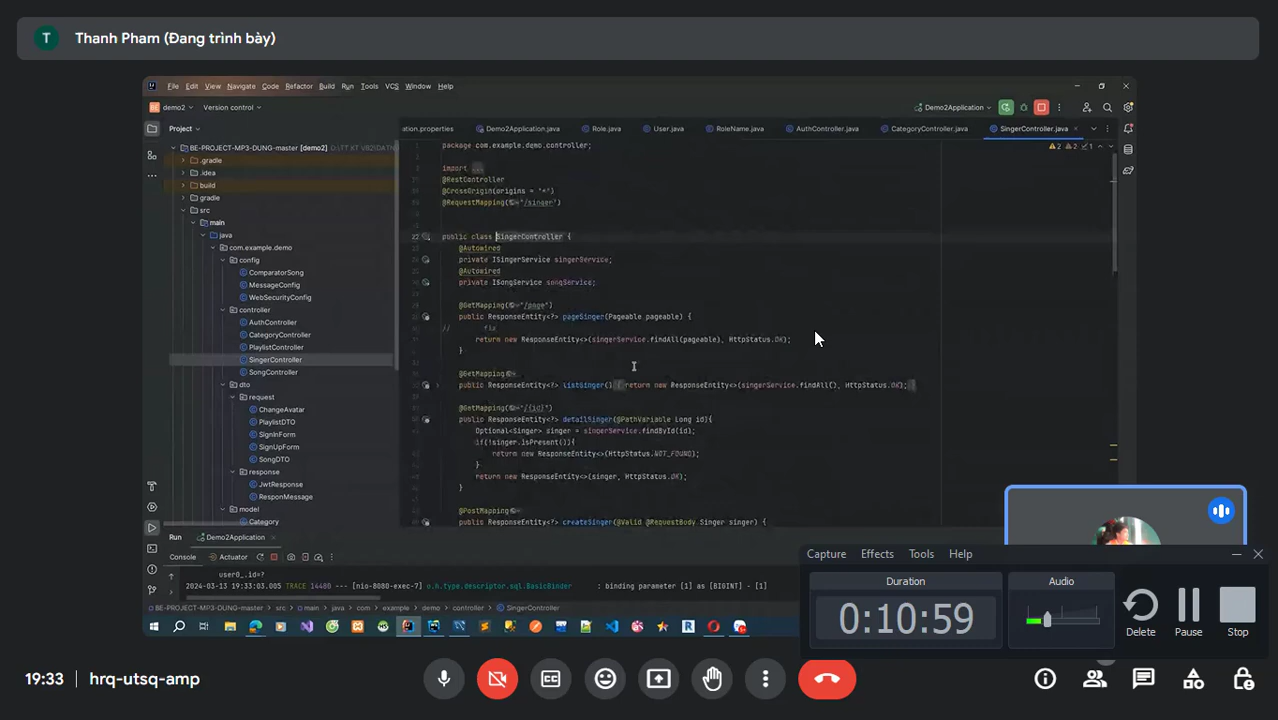 T Thanh Pham (Đang trình bày)
File Edit View Navigate Code Refactor Build Run Tools VCS Window Help
BE demo2 Version control Demo2Application
Project ation.properties Demo2Application.java Role.java User.java RoleName.java AuthController.java CategoryController.java SingerController.java
BE-PROJECT-MP3-DUNG-master [demo2]
.gradle
.idea
build
gradle
src
main
java
com.example.demo
config
ComparatorSong
MessageConfig
WebSecurityConfig
controller
AuthController
CategoryController
PlaylistController
SingerController
SongController
dto
request
ChangeAvatar
PlaylistDTO
SignInForm
SignUpForm
SongDTO
response
JwtResponse
ResponMessage
model
Category
package com.example.demo.controller;
import ...
@RestController
@CrossOrigin(origins = "*")
@RequestMapping("/singer")
22 public class SingerController {
@Autowired
private ISingerService singerService;
@Autowired
private ISongService songService;
@GetMapping("/page")
public ResponseEntity<?> pageSinger(Pageable pageable) {
// fix
return new ResponseEntity<>(singerService.findAll(pageable), HttpStatus.OK);
}
@GetMapping
public ResponseEntity<?> listSinger() { return new ResponseEntity<>(singerService.findAll(), HttpStatus.OK); }
@GetMapping("/{id}")
public ResponseEntity<?> detailSinger(@PathVariable Long id){
Optional<Singer> singer = singerService.findById(id);
if(!singer.isPresent()){
return new ResponseEntity<>(HttpStatus.NOT_FOUND);
}
return new ResponseEntity<>(singer, HttpStatus.OK);
}
@PostMapping
public ResponseEntity<?> createSinger(@Valid @RequestBody Singer singer) {
Run Demo2Application
Console Actuator
user0_.id=?
2024-03-13 19:33:03.005 TRACE 14480 --- [nio-8080-exec-7] o.h.type.descriptor.sql.BasicBinder : binding parameter [1] as [BIGINT] - [1]
BE-PROJECT-MP3-DUNG-master > src > main > java > com > example > demo > controller > SingerController
Capture Effects Tools Help
Duration Audio
0:10:59
Delete Pause Stop
19:33 hrq-utsq-amp